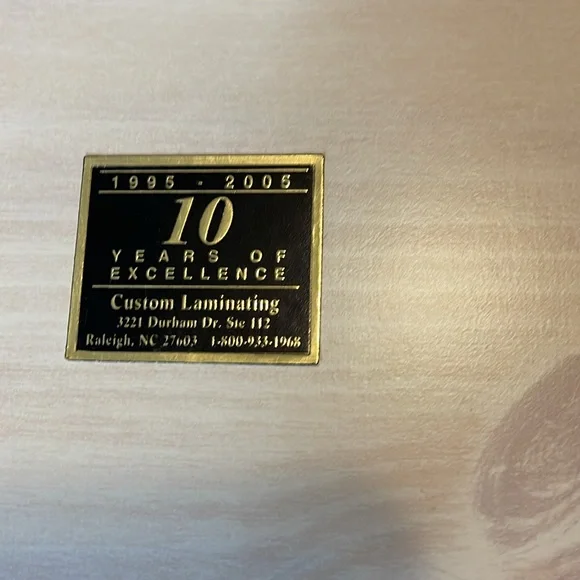 1995 - 2005
10
YEARS OF
EXCELLENCE
Custom Laminating
3221 Durham Dr. Ste 112
Raleigh, NC 27603 1-800-933-1968